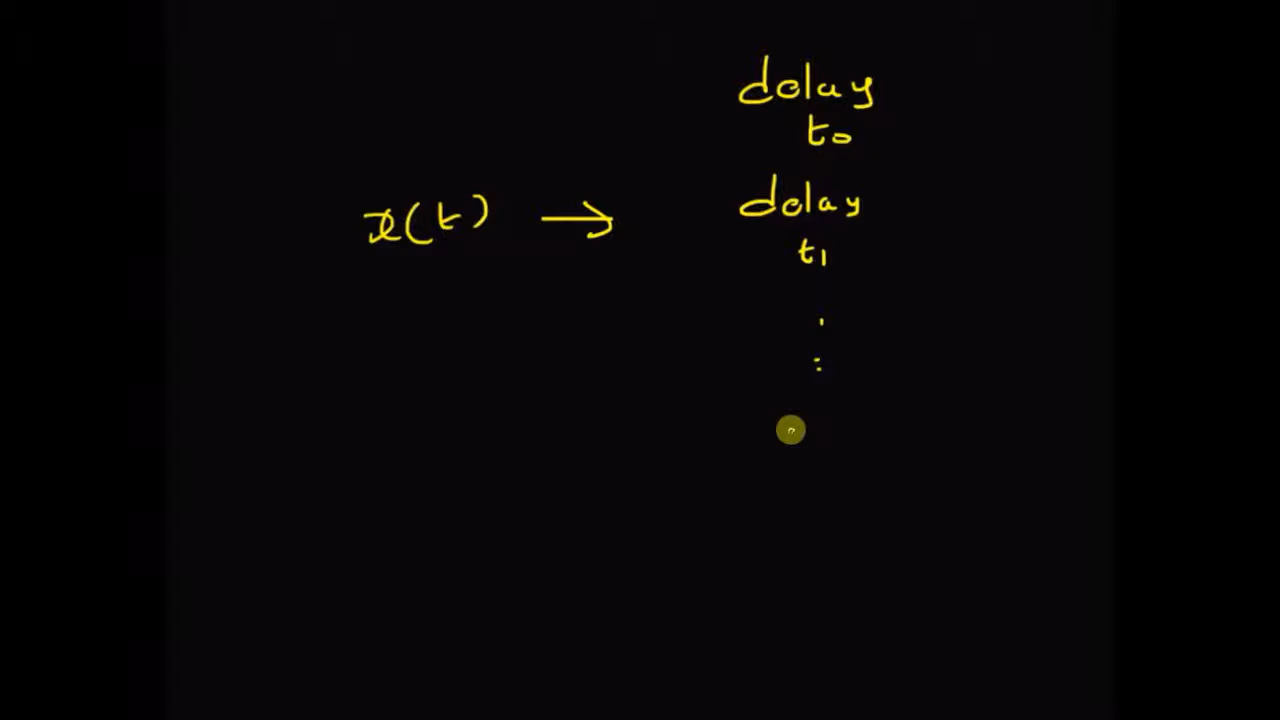 delay
t0
x(t) →
delay
t1